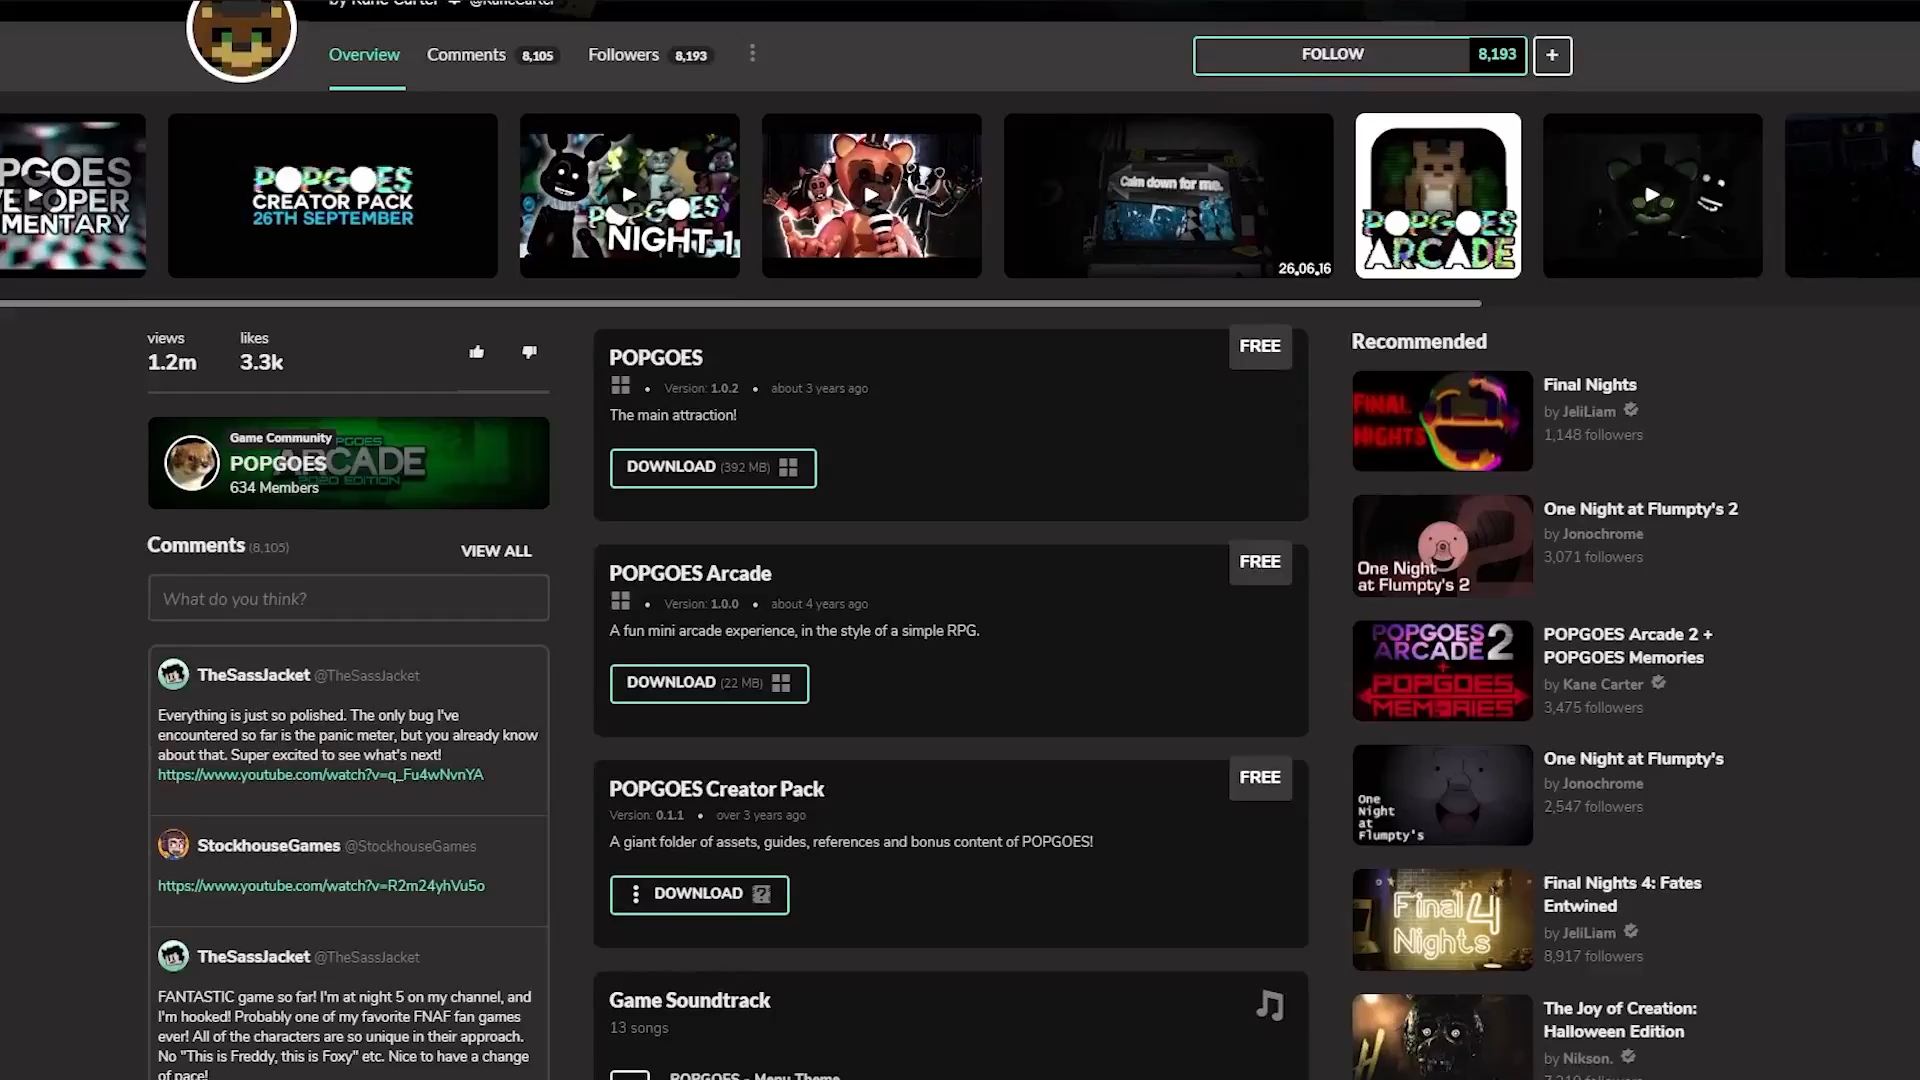 by Kane Carter
@KaneCarter
Overview
Comments 8,105
Followers 8,193
FOLLOW 8,193
+
POPGOES
CREATOR PACK
26TH SEPTEMBER
POPGOES
NIGHT 1
Calm down for me.
26.06.16
POPGOES
ARCADE
views
1.2m
likes
3.3k
Game Community
POPGOES
634 Members
ARCADE
2020 EDITION
Comments (8,105)
VIEW ALL
What do you think?
TheSassJacket @TheSassJacket
Everything is just so polished. The only bug I've
encountered so far is the panic meter, but you already know
about that. Super excited to see what's next!
https://www.youtube.com/watch?v=q_Fu4wNvnYA
StockhouseGames @StockhouseGames
https://www.youtube.com/watch?v=R2m24yhVu5o
TheSassJacket @TheSassJacket
FANTASTIC game so far! I'm at night 5 on my channel, and
I'm hooked! Probably one of my favorite FNAF fan games
ever! All of the characters are so unique in their approach.
No "This is Freddy, this is Foxy" etc. Nice to have a change
of pace!
POPGOES
FREE
Version: 1.0.2 • about 3 years ago
The main attraction!
DOWNLOAD (392 MB)
POPGOES Arcade
FREE
Version: 1.0.0 • about 4 years ago
A fun mini arcade experience, in the style of a simple RPG.
DOWNLOAD (22 MB)
POPGOES Creator Pack
FREE
Version: 0.1.1 • over 3 years ago
A giant folder of assets, guides, references and bonus content of POPGOES!
DOWNLOAD
Game Soundtrack
13 songs
POPGOES - Menu Theme
Recommended
FINAL
NIGHTS
Final Nights
by JeliLiam
1,148 followers
One Night
at Flumpty's 2
One Night at Flumpty's 2
by Jonochrome
3,071 followers
POPGOES
ARCADE 2
+
POPGOES
MEMORIES
POPGOES Arcade 2 +
POPGOES Memories
by Kane Carter
3,475 followers
One
Night
at
Flumpty's
One Night at Flumpty's
by Jonochrome
2,547 followers
Final 4
Nights
Final Nights 4: Fates
Entwined
by JeliLiam
8,917 followers
The Joy of Creation:
Halloween Edition
by Nikson.